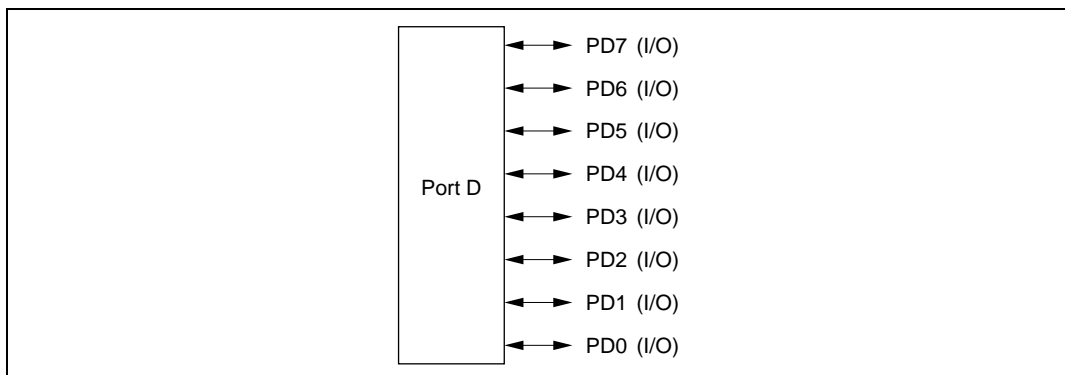 PD7 (I/O)
PD6 (I/O)
PD5 (I/O)
PD4 (I/O)
Port D
PD3 (I/O)
PD2 (I/O)
PD1 (I/O)
PD0 (I/O)